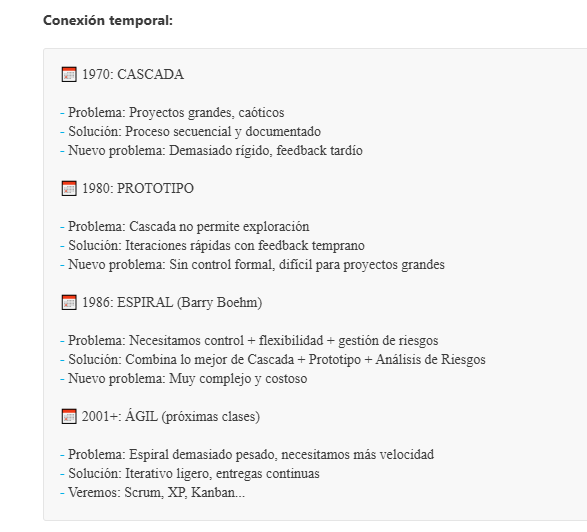 Conexión temporal:
1970: CASCADA
- Problema: Proyectos grandes, caóticos
- Solución: Proceso secuencial y documentado
- Nuevo problema: Demasiado rígido, feedback tardío
1980: PROTOTIPO
- Problema: Cascada no permite exploración
- Solución: Iteraciones rápidas con feedback temprano
- Nuevo problema: Sin control formal, difícil para proyectos grandes
1986: ESPIRAL (Barry Boehm)
- Problema: Necesitamos control + flexibilidad + gestión de riesgos
- Solución: Combina lo mejor de Cascada + Prototipo + Análisis de Riesgos
- Nuevo problema: Muy complejo y costoso
2001+: ÁGIL (próximas clases)
- Problema: Espiral demasiado pesado, necesitamos más velocidad
- Solución: Iterativo ligero, entregas continuas
- Veremos: Scrum, XP, Kanban...